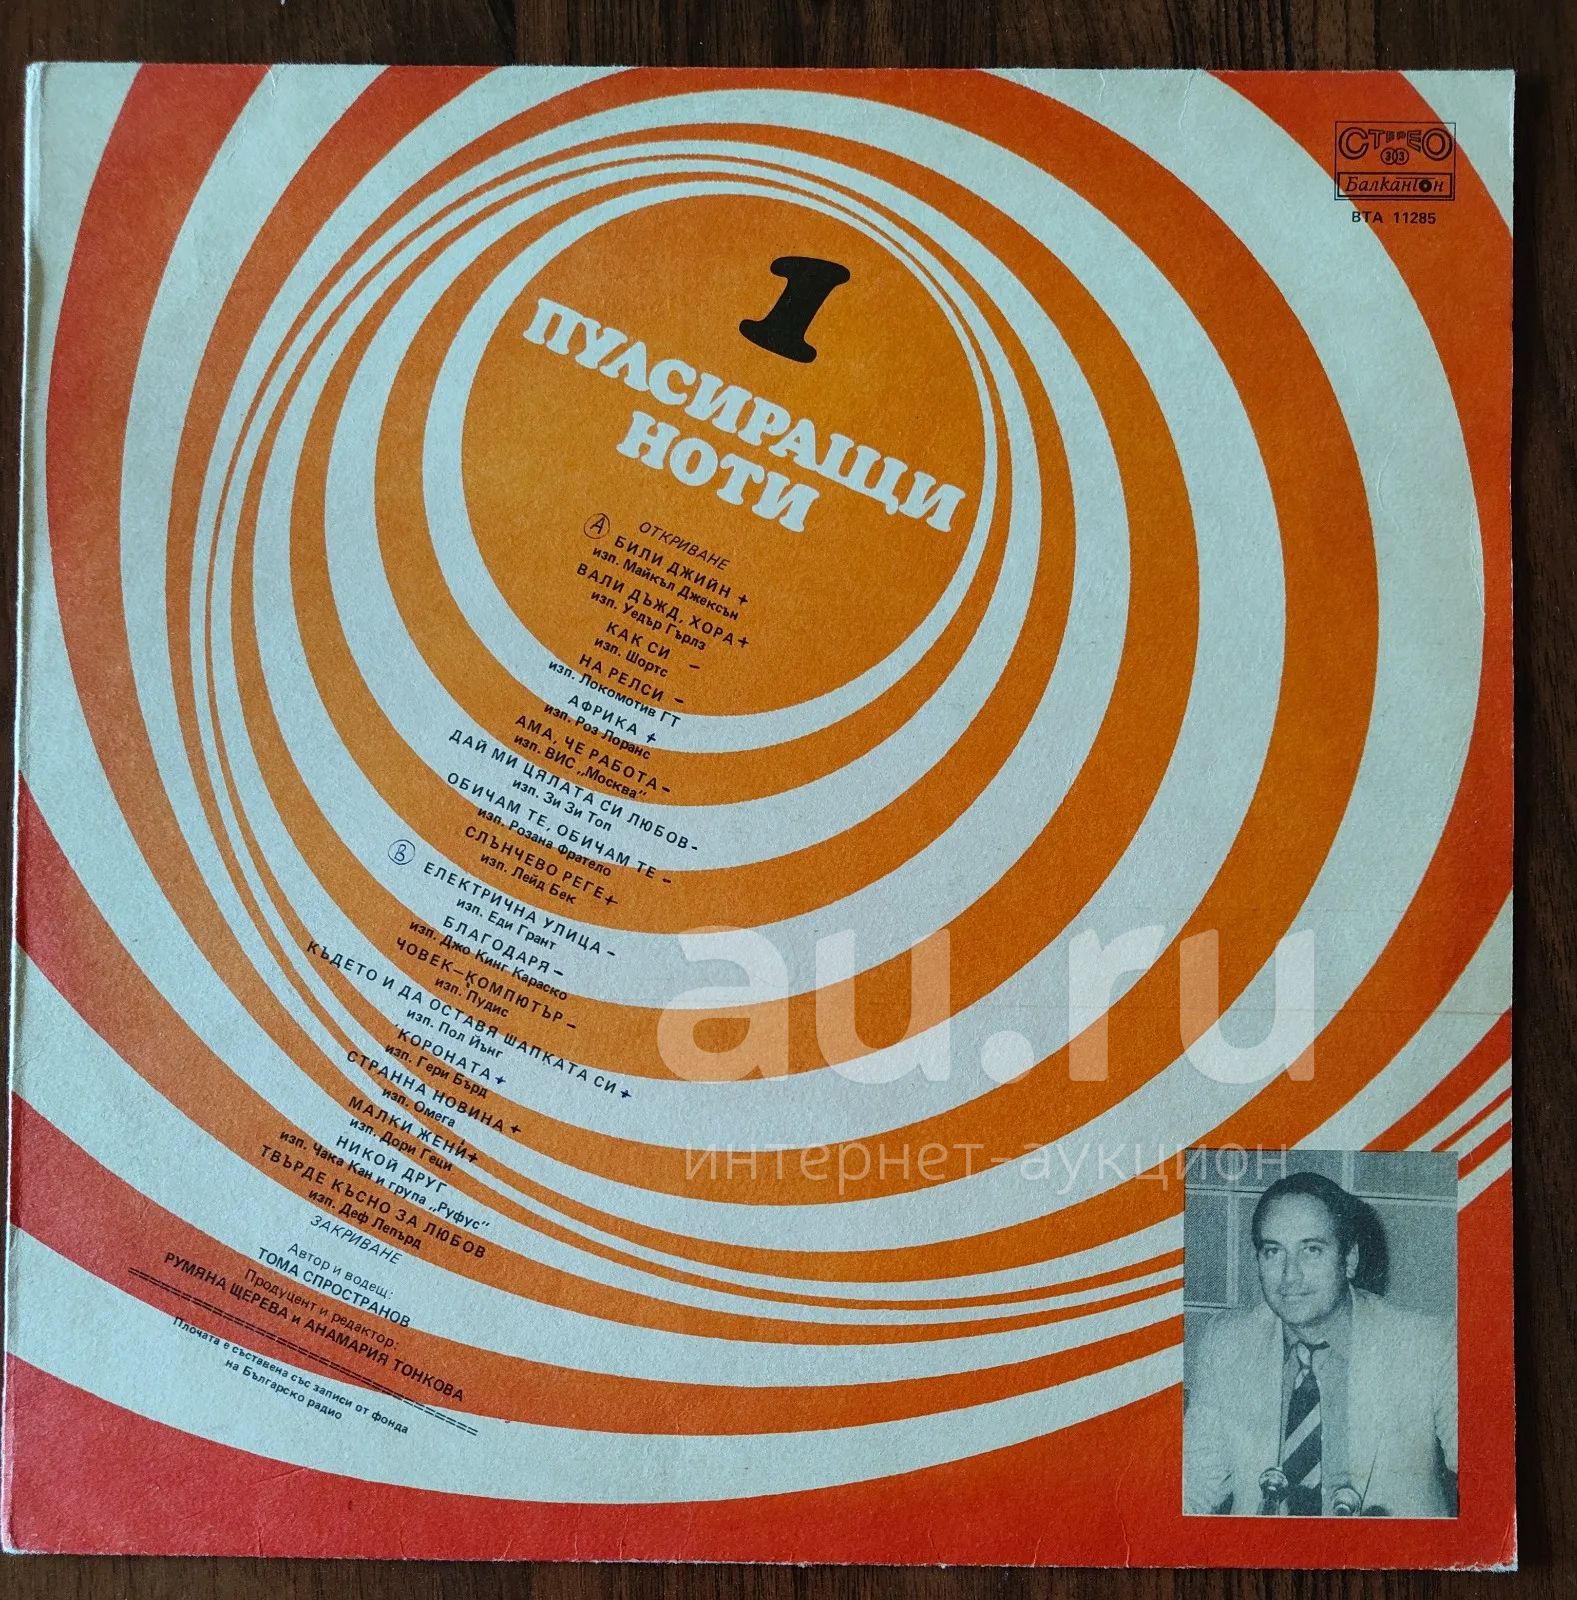 СТЕРЕО
33
Балкантон
ВТА 11285
1
ПУЛСИРАЩИ
НОТИ
ОТКРИВАНЕ
А БИЛИ ДЖИЙН +
изп. Майкъл Джексън
ВАЛИ ДЪЖД, ХОРА +
изп. Уедър Гърлз
КАК СИ –
изп. Шортс
НА РЕЛСИ –
изп. Локомотив ГТ
АФРИКА +
изп. Роз Лоранс
АМА, ЧЕ РАБОТА –
изп. ВИС „Москва“
ДАЙ МИ ЦЯЛАТА СИ ЛЮБОВ –
изп. Зи Зи Топ
ОБИЧАМ ТЕ, ОБИЧАМ ТЕ –
изп. Розана Фратело
СЛЪНЧЕВО РЕГЕ +
изп. Лейд Бек
В ЕЛЕКТРИЧНА УЛИЦА –
изп. Еди Грант
БЛАГОДАРЯ –
изп. Джо Кинг Караско
ЧОВЕК–КОМПЮТЪР –
изп. Пудис
КЪДЕТО И ДА ОСТАВЯ ШАПКАТА СИ +
изп. Пол Йънг
КОРОНАТА +
изп. Гери Бърд
СТРАННА НОВИНА +
изп. Омега
МАЛКИ ЖЕНИ +
изп. Дори Геци
НИКОЙ ДРУГ
изп. Чака Кан и група „Руфус“
ТВЪРДЕ КЪСНО ЗА ЛЮБОВ
изп. Деф Лепърд
ЗАКРИВАНЕ
Автор и водещ:
ТОМА СПРОСТРАНОВ
Продуцент и редактор:
РУМЯНА ЩЕРЕВА и АНАМАРИЯ ТОНКОВА
Плочата е съставена със записи от фонда
на Българско радио
au.ru
интернет-аукцион